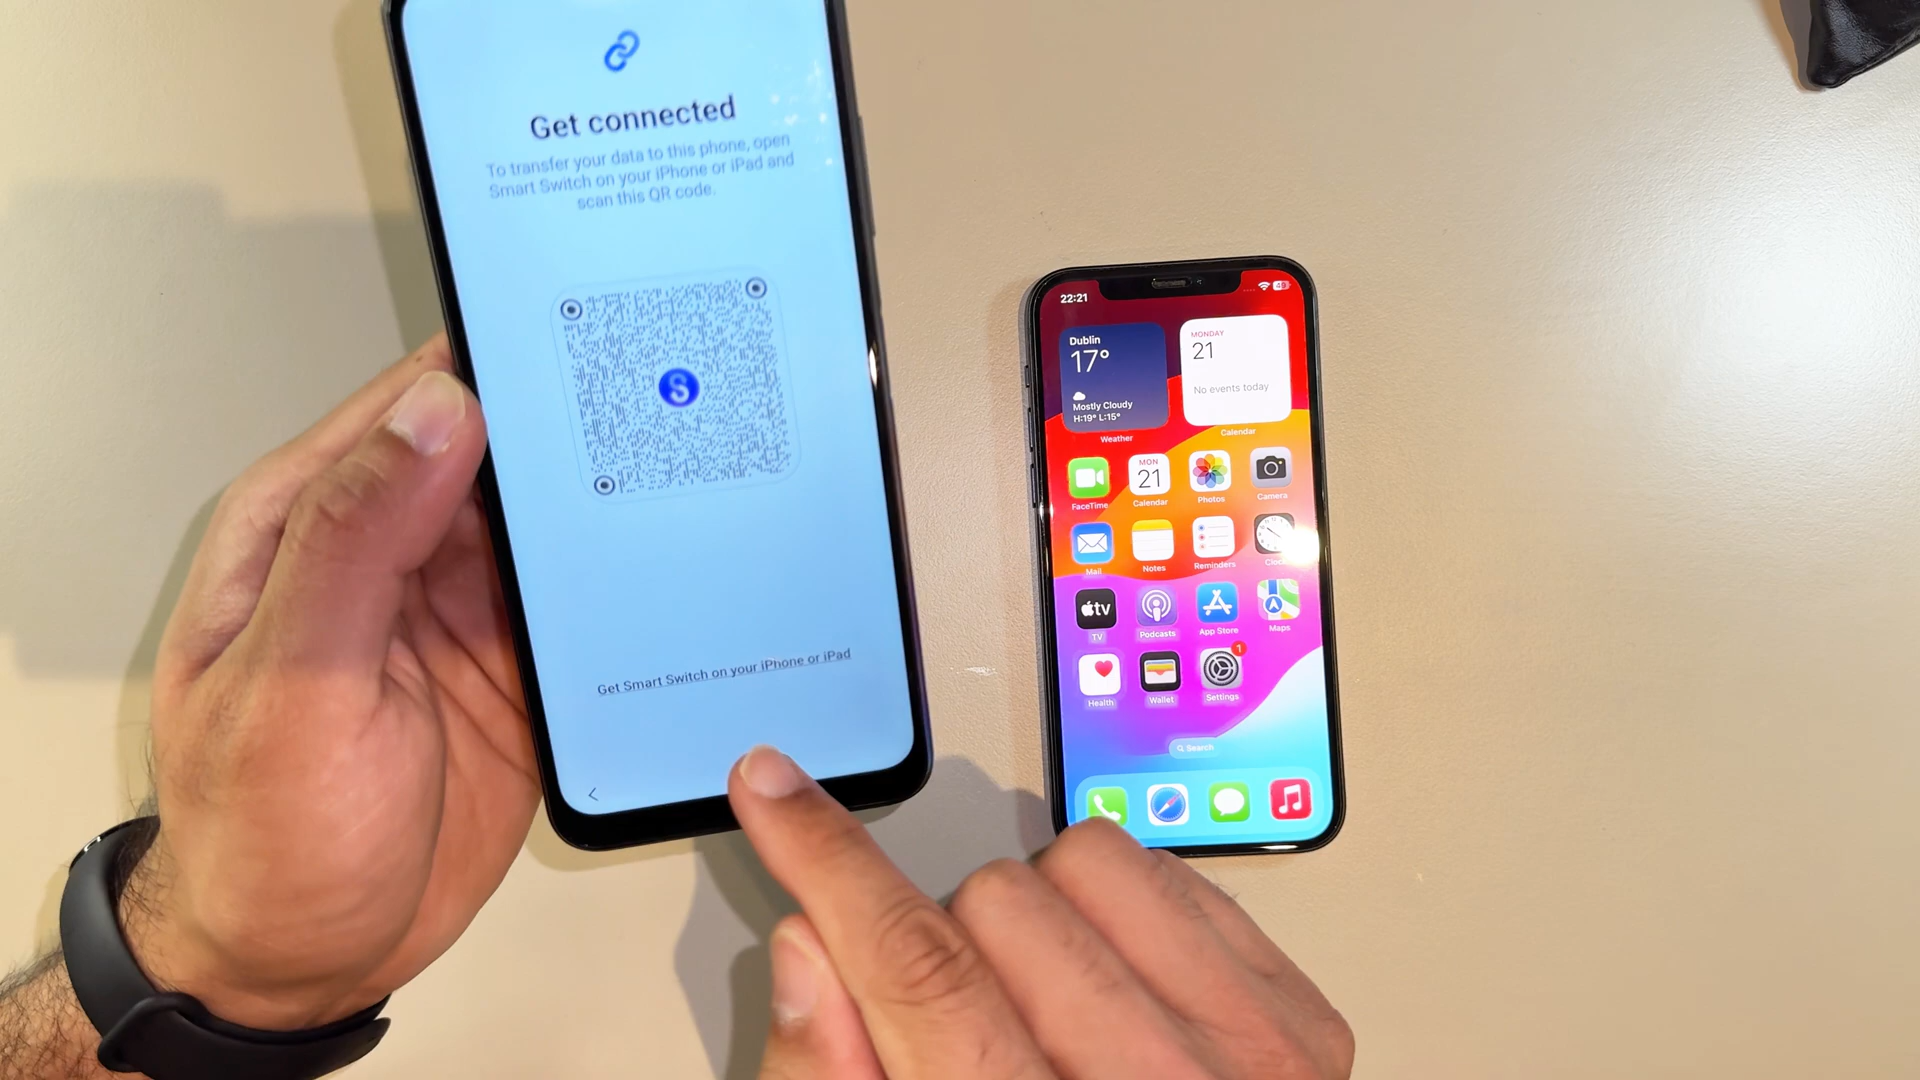 Get connected
To transfer your data to this phone, open
Smart Switch on your iPhone or iPad and
scan this QR code.
S
Get Smart Switch on your iPhone or iPad
22:21
Dublin
17°
Mostly Cloudy
H:19° L:15°
Weather
MONDAY
21
No events today
Calendar
FaceTime
MON
21
Calendar
Photos
Camera
Mail
Notes
Reminders
Clock
tv
TV
Podcasts
App Store
Maps
Health
Wallet
1
Settings
Search